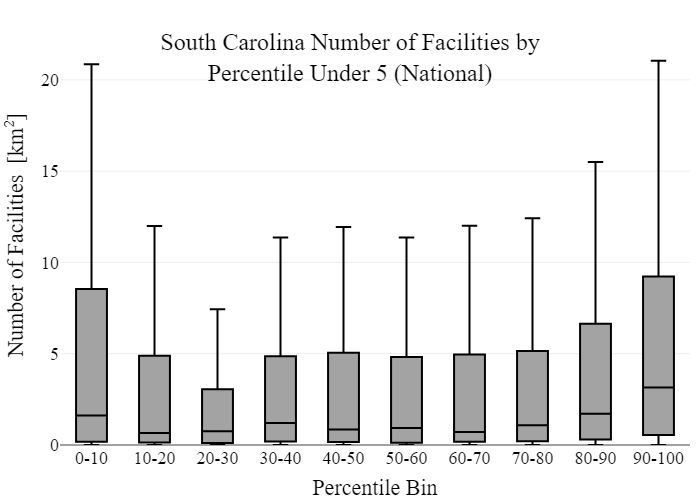 South Carolina Number of Facilities by
Percentile Under 5 (National)
Number of Facilities [km²]
20
15
10
5
0
0-10 10-20 20-30 30-40 40-50 50-60 60-70 70-80 80-90 90-100
Percentile Bin